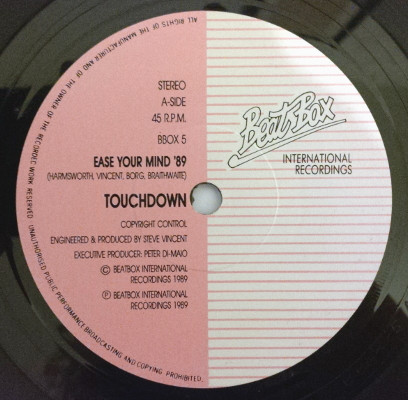 STEREO
A-SIDE
45 R.P.M.
BBOX 5
EASE YOUR MIND '89
(HARMSWORTH, VINCENT, BORG, BRAITHWAITE)
TOUCHDOWN
COPYRIGHT CONTROL
ENGINEERED & PRODUCED BY STEVE VINCENT
EXECUTIVE PRODUCER: PETER DI-MAIO
© BEATBOX INTERNATIONAL
RECORDINGS 1989
℗ BEATBOX INTERNATIONAL
RECORDINGS 1989
Beat Box
INTERNATIONAL
RECORDINGS
ALL RIGHTS OF THE MANUFACTURER AND OF THE OWNER OF THE RECORDED WORK RESERVED. UNAUTHORISED PUBLIC PERFORMANCE BROADCASTING AND COPYING PROHIBITED.